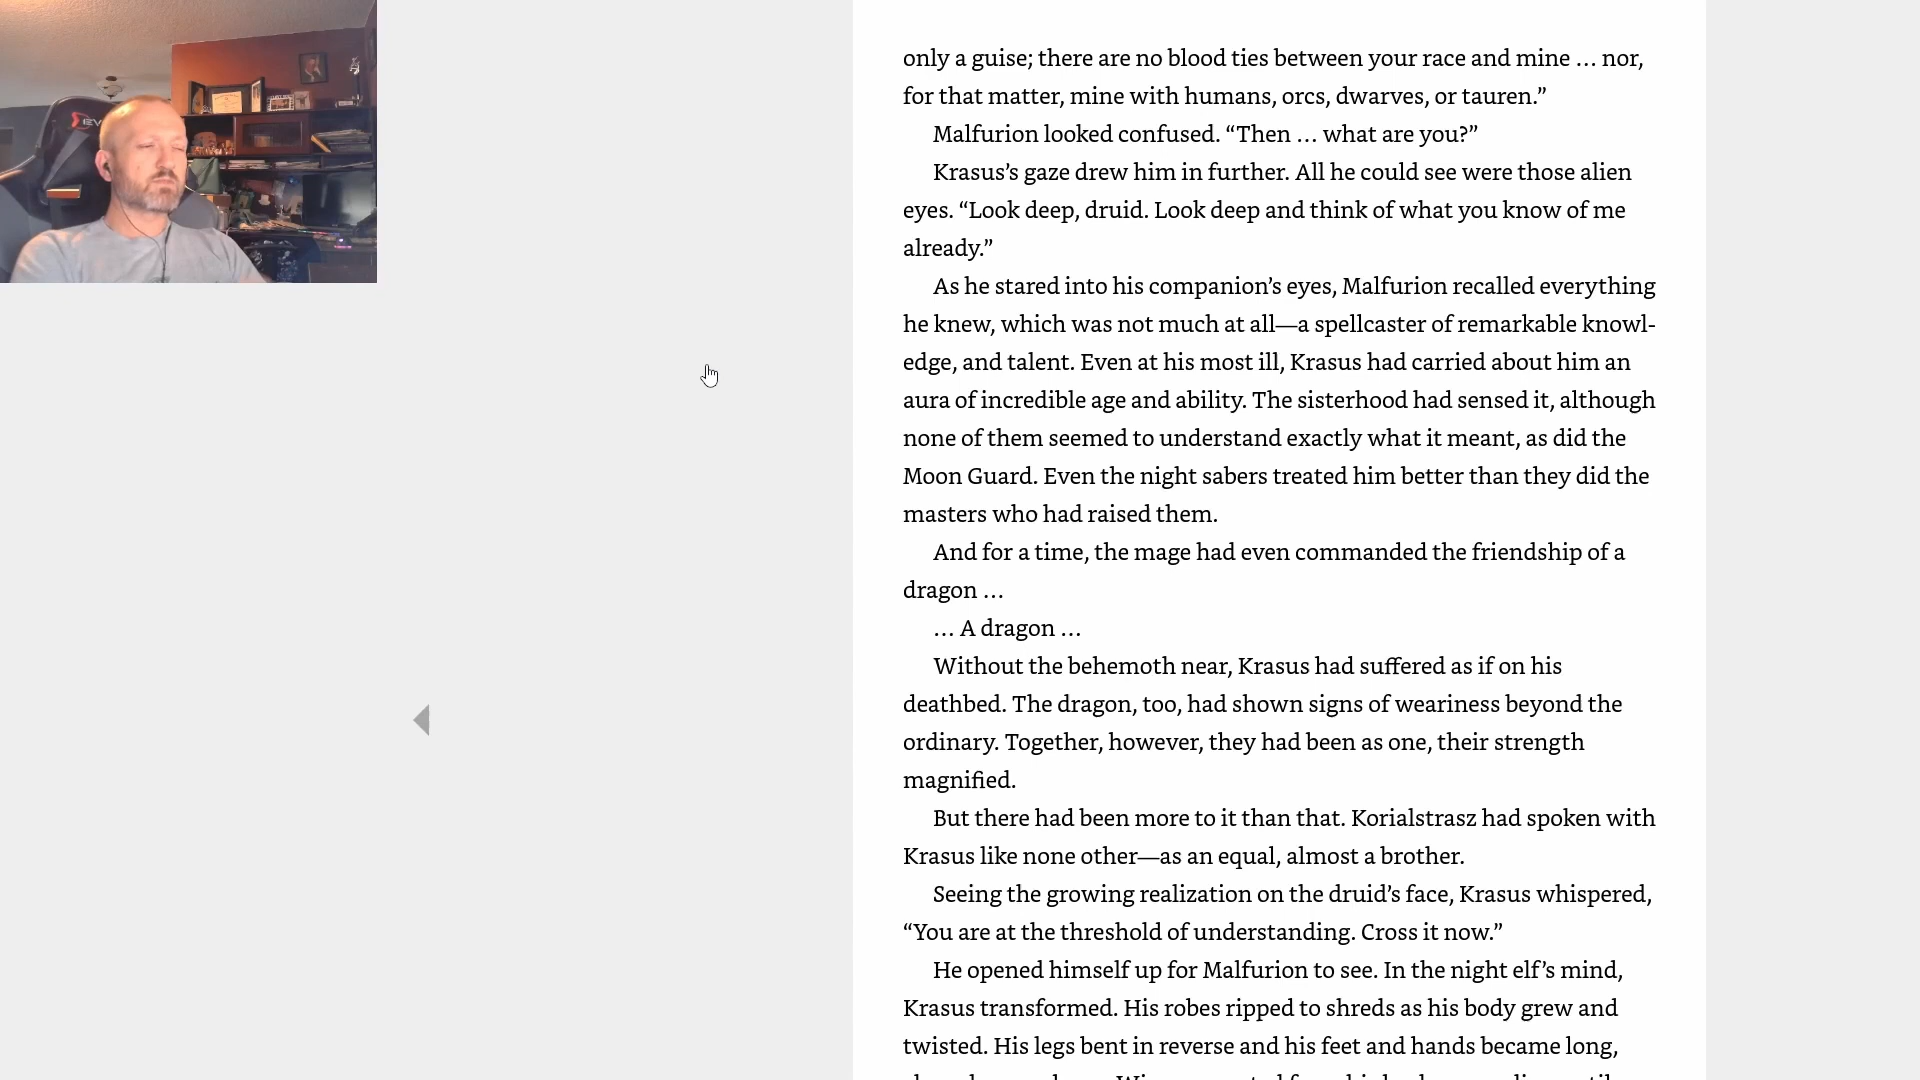 only a guise; there are no blood ties between your race and mine … nor,
for that matter, mine with humans, orcs, dwarves, or tauren.”
Malfurion looked confused. “Then … what are you?”
Krasus’s gaze drew him in further. All he could see were those alien
eyes. “Look deep, druid. Look deep and think of what you know of me
already.”
As he stared into his companion’s eyes, Malfurion recalled everything
he knew, which was not much at all—a spellcaster of remarkable knowl-
edge, and talent. Even at his most ill, Krasus had carried about him an
aura of incredible age and ability. The sisterhood had sensed it, although
none of them seemed to understand exactly what it meant, as did the
Moon Guard. Even the night sabers treated him better than they did the
masters who had raised them.
And for a time, the mage had even commanded the friendship of a
dragon …
… A dragon …
Without the behemoth near, Krasus had suffered as if on his
deathbed. The dragon, too, had shown signs of weariness beyond the
ordinary. Together, however, they had been as one, their strength
magnified.
But there had been more to it than that. Korialstrasz had spoken with
Krasus like none other—as an equal, almost a brother.
Seeing the growing realization on the druid’s face, Krasus whispered,
“You are at the threshold of understanding. Cross it now.”
He opened himself up for Malfurion to see. In the night elf’s mind,
Krasus transformed. His robes ripped to shreds as his body grew and
twisted. His legs bent in reverse and his feet and hands became long,